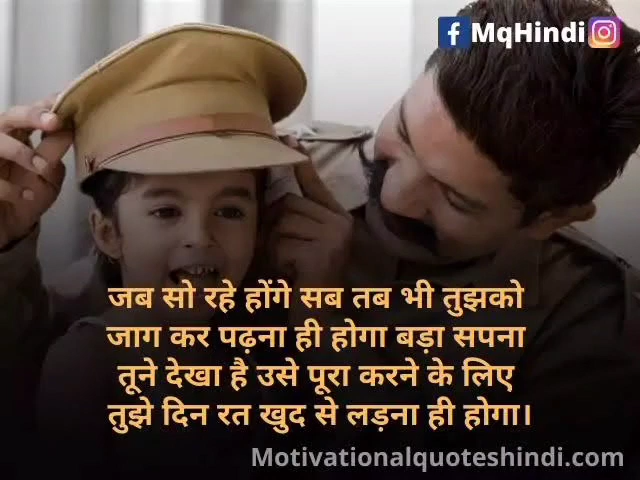 MqHindi
जब सो रहे होंगे सब तब भी तुझको
जाग कर पढ़ना ही होगा बड़ा सपना
तूने देखा है उसे पूरा करने के लिए
तुझे दिन रत खुद से लड़ना ही होगा।
Motivationalquoteshindi.com